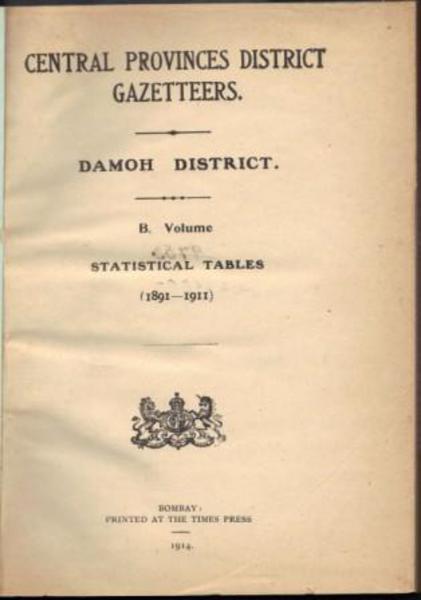 CENTRAL PROVINCES DISTRICT
GAZETTEERS.
DAMOH DISTRICT.
B. Volume
STATISTICAL TABLES
(1891—1911)
BOMBAY:
PRINTED AT THE TIMES PRESS
1914.